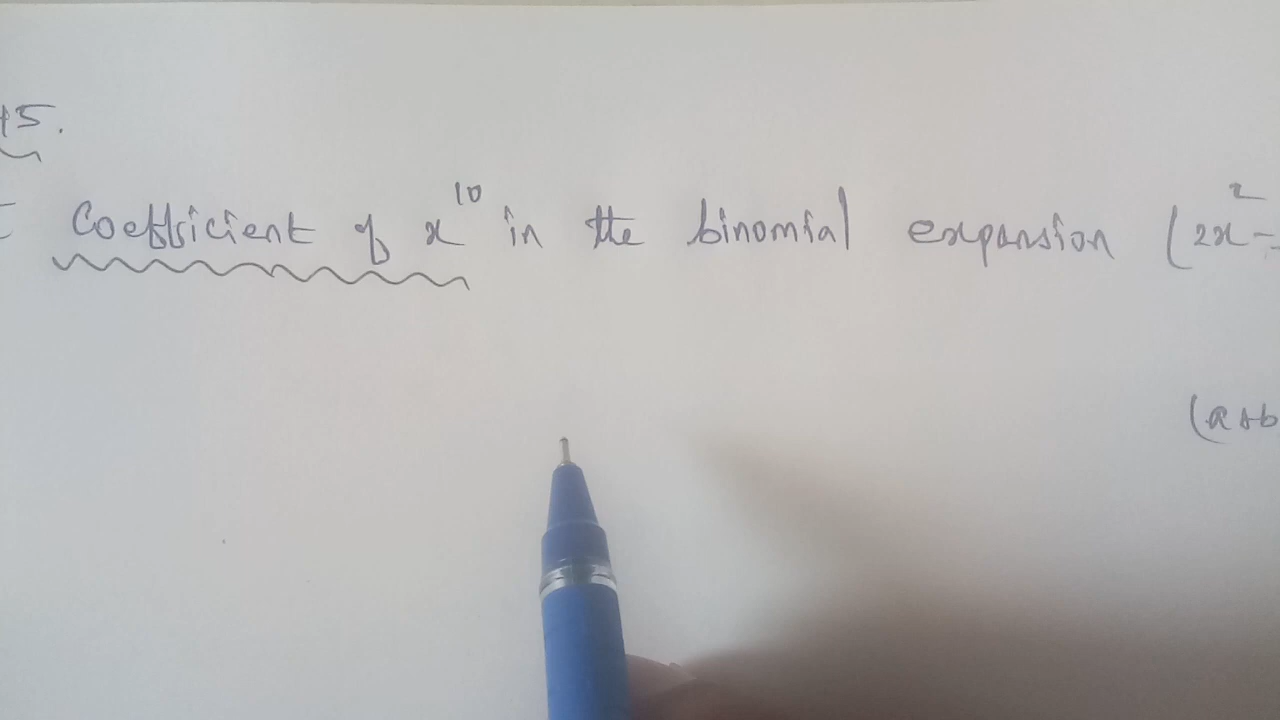 15.
Coefficient of x^10 in the binomial expansion (2x^2 -
(a+b